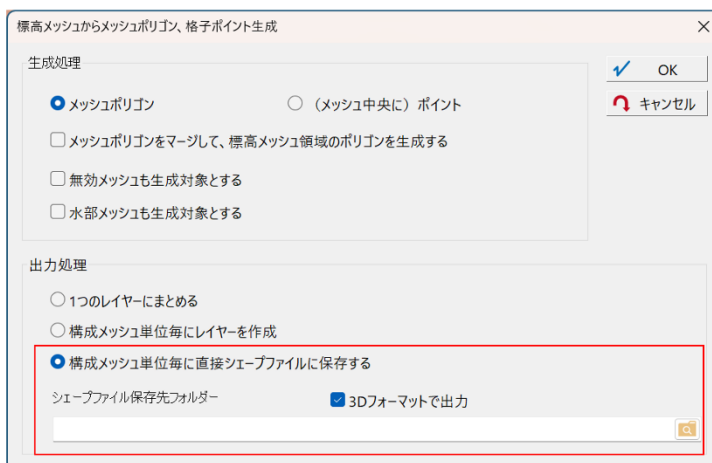 標高メッシュからメッシュポリゴン、格子ポイント生成
生成処理
OK
メッシュポリゴン
（メッシュ中央に）ポイント
キャンセル
メッシュポリゴンをマージして、標高メッシュ領域のポリゴンを生成する
無効メッシュも生成対象とする
水部メッシュも生成対象とする
出力処理
1つのレイヤーにまとめる
構成メッシュ単位毎にレイヤーを作成
構成メッシュ単位毎に直接シェープファイルに保存する
シェープファイル保存先フォルダー
3Dフォーマットで出力